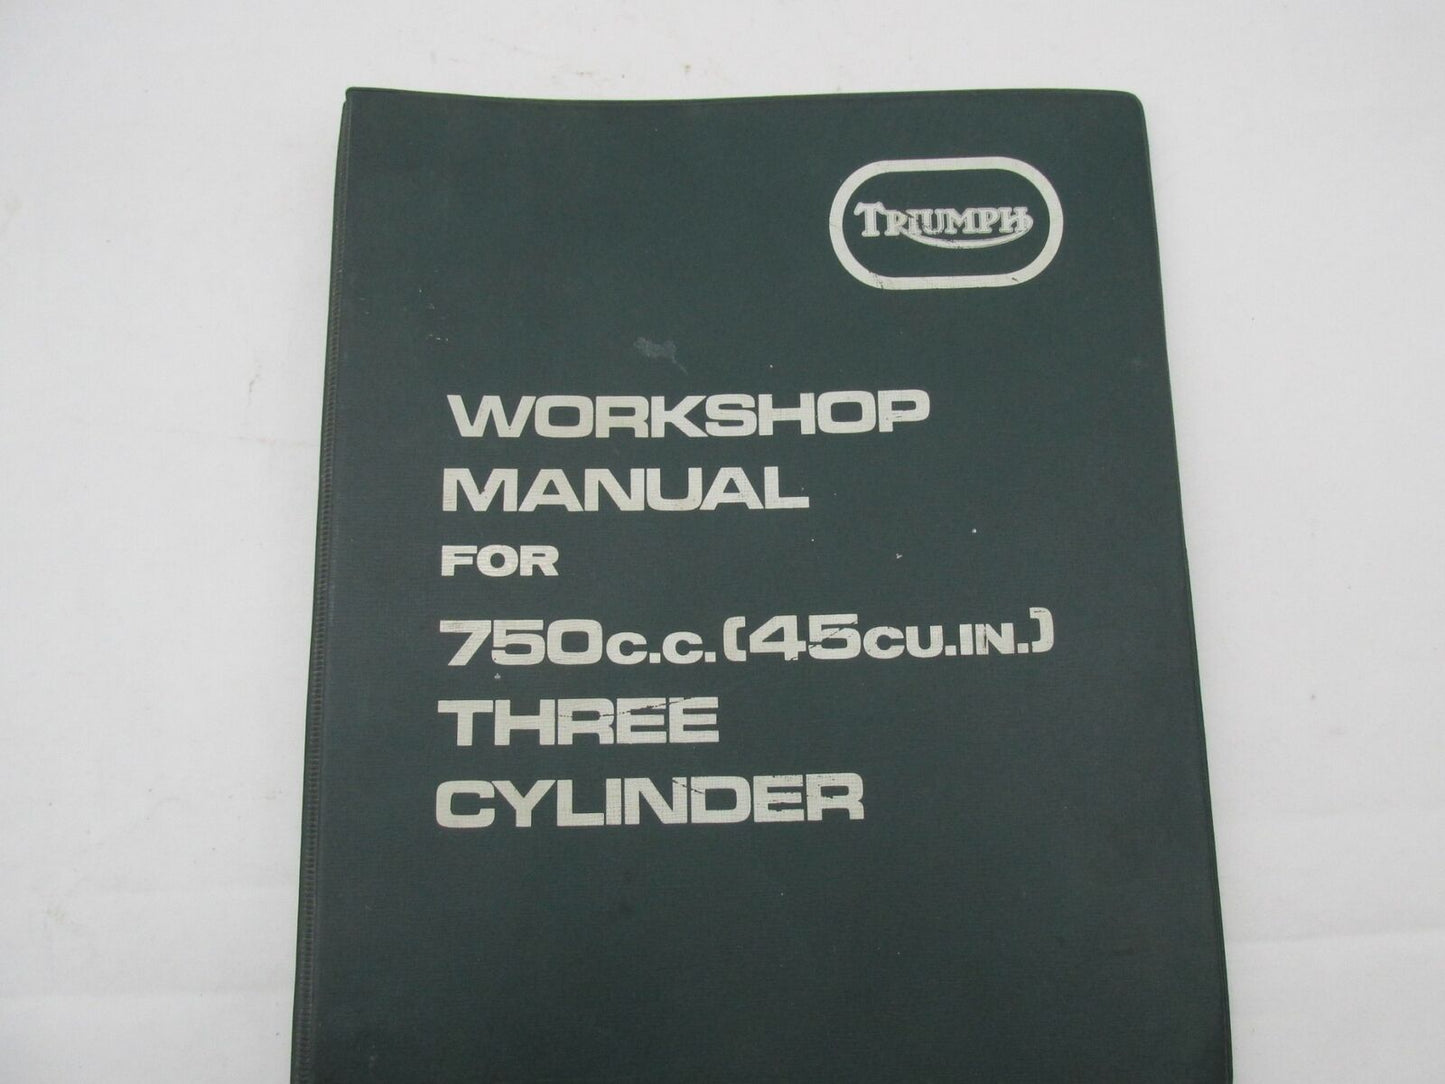 TRIUMPH
WORKSHOP
MANUAL
FOR
750C.C.(45CU.IN.)
THREE
CYLINDER